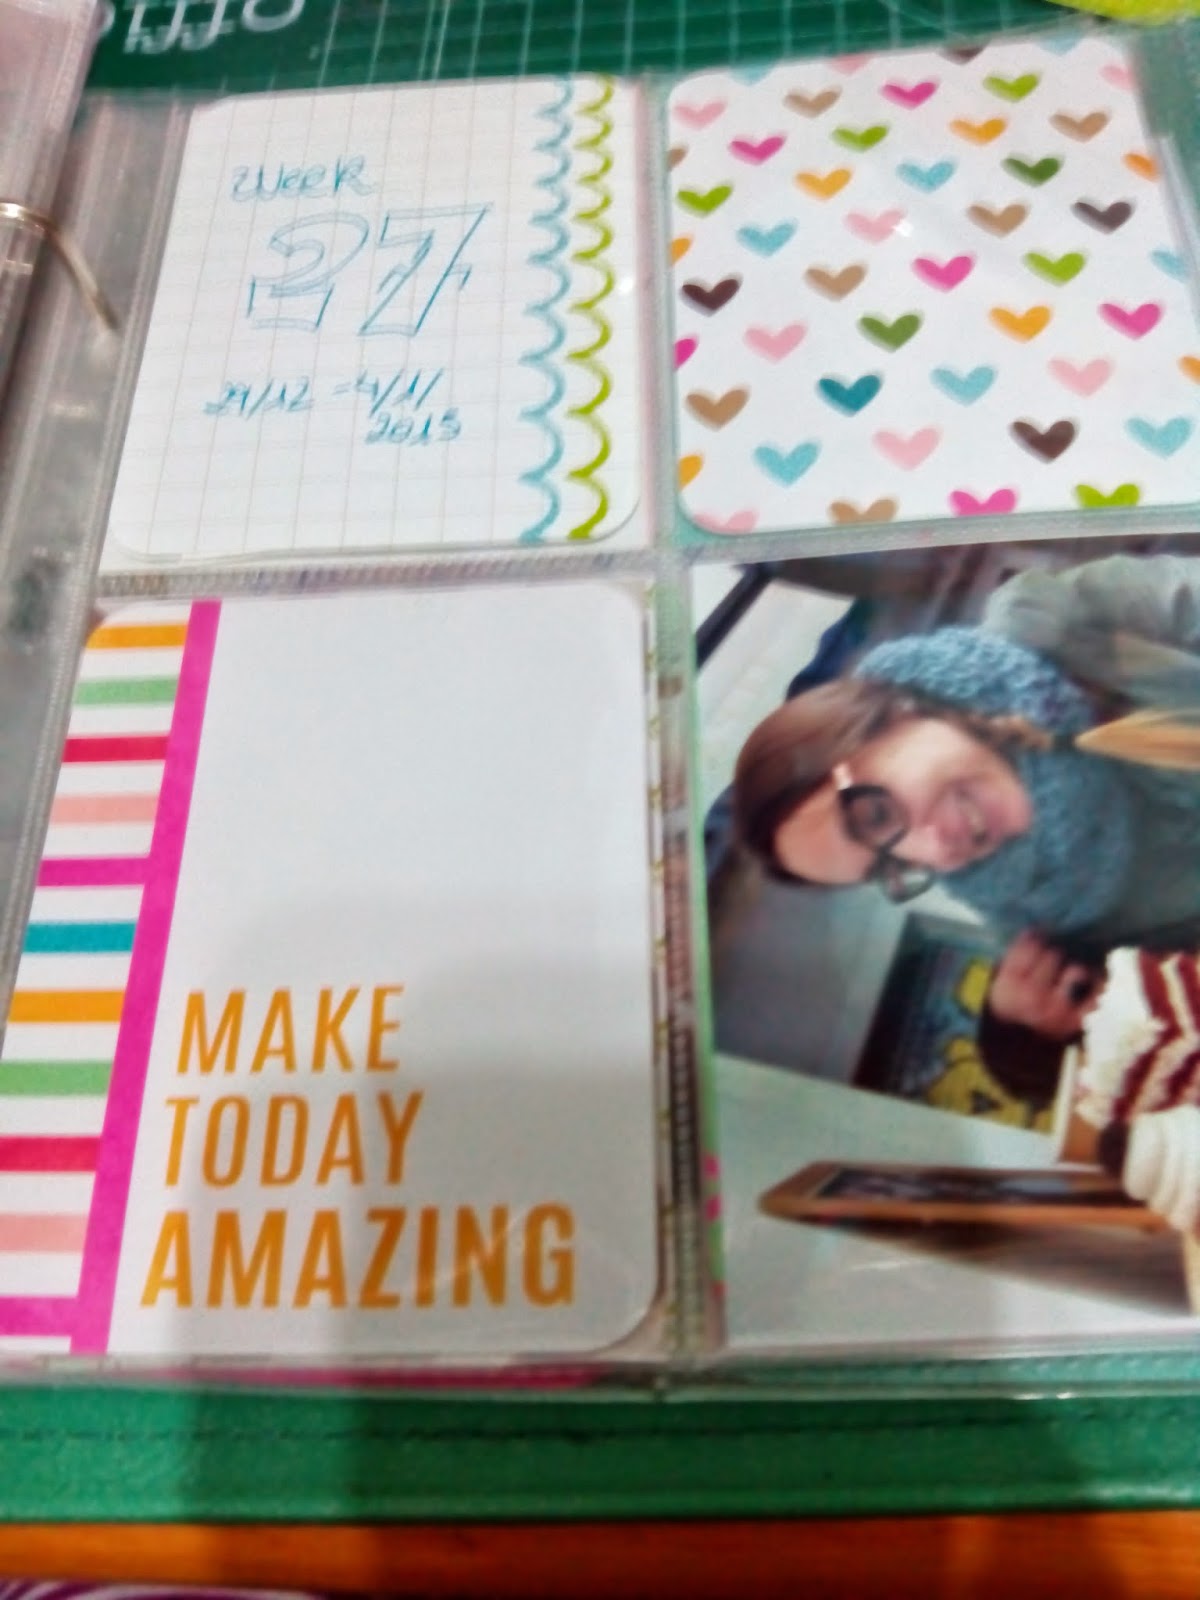 Week
27
29/12 - 4/1/
2015
MAKE
TODAY
AMAZING